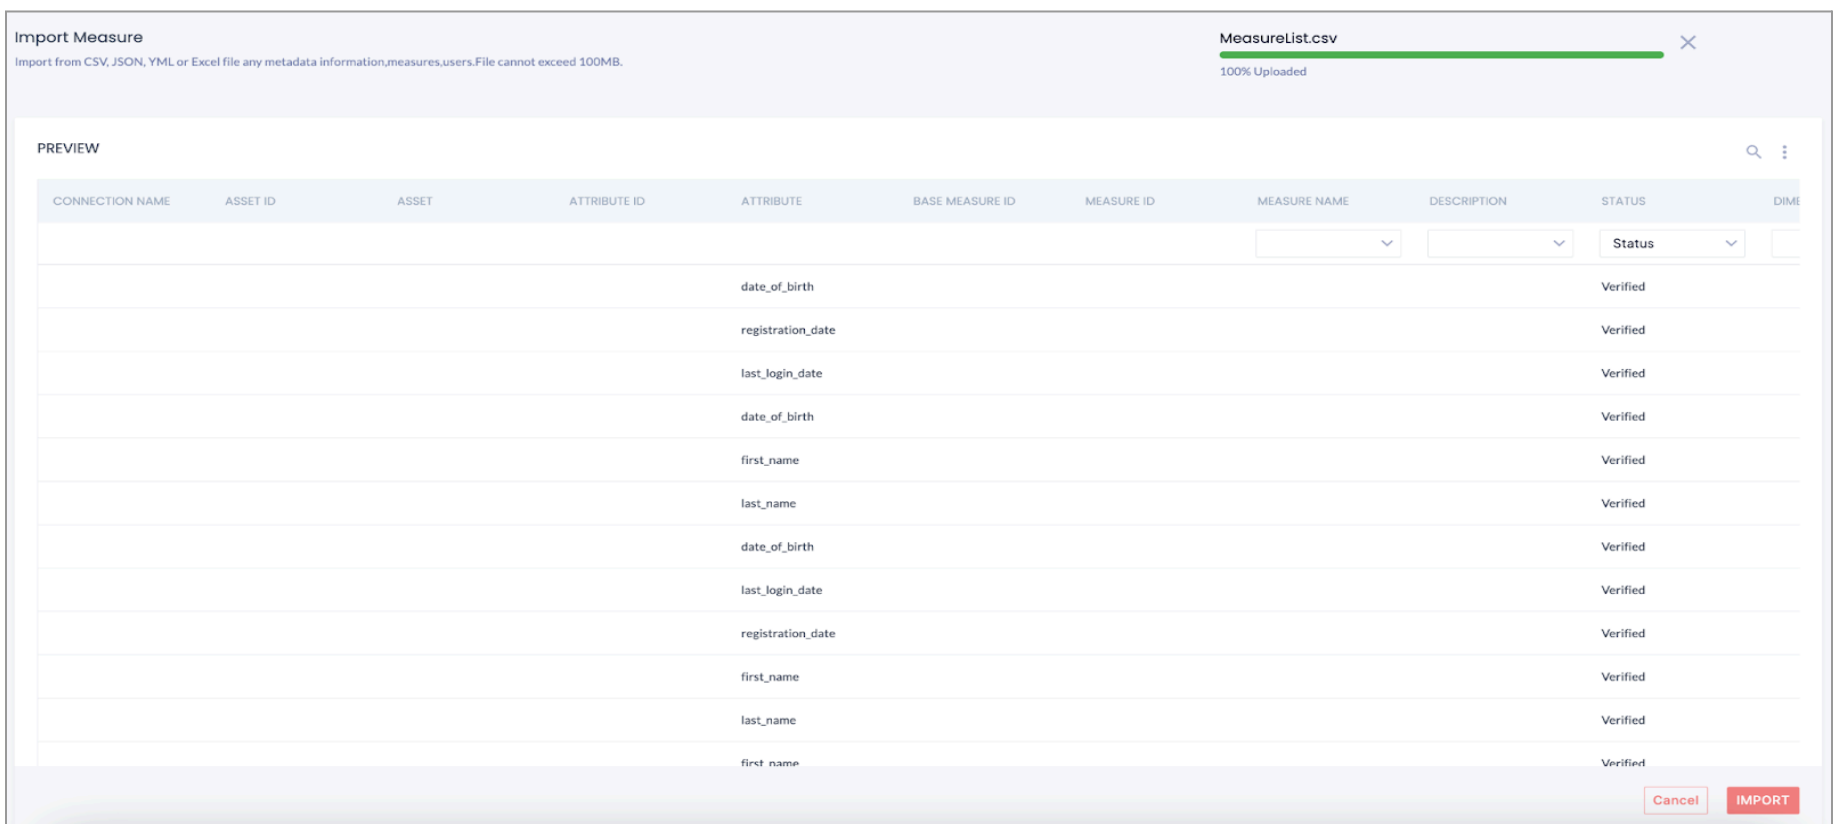 Import Measure
Import from CSV, JSON, YML or Excel file any metadata information,measures,users.File cannot exceed 100MB.
MeasureList.csv
100% Uploaded
PREVIEW
CONNECTION NAME ASSET ID ASSET ATTRIBUTE ID ATTRIBUTE BASE MEASURE ID MEASURE ID MEASURE NAME DESCRIPTION STATUS DIME
Status
date_of_birth Verified
registration_date Verified
last_login_date Verified
date_of_birth Verified
first_name Verified
last_name Verified
date_of_birth Verified
last_login_date Verified
registration_date Verified
first_name Verified
last_name Verified
first_name Verified
Cancel IMPORT